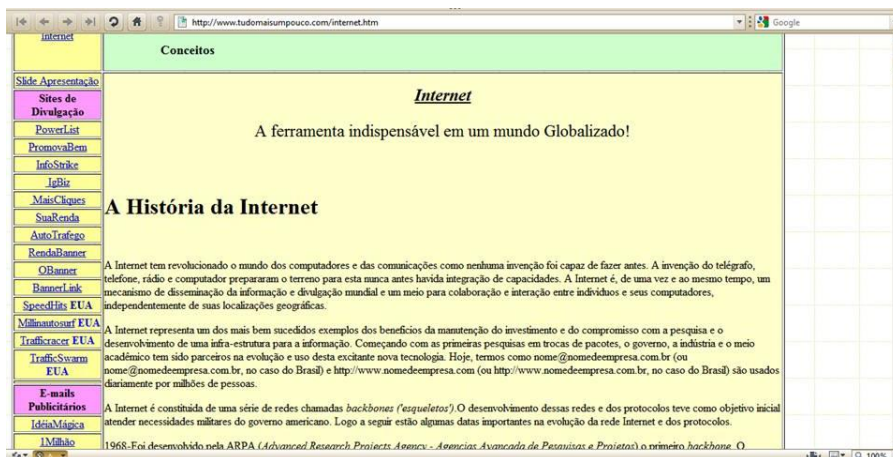 http://www.tudomaisumpouco.com/internet.htm
Google
Internet
Slide Apresentação
Sites de
Divulgação
PowerList
PromovaBem
InfoStrike
IgBiz
MaisCliques
SuaRenda
AutoTrafego
RendaBanner
OBanner
BannerLink
SpeedHits EUA
Millinautosurf EUA
Trafficracer EUA
TrafficSwarm
EUA
E-mails
Publicitários
IdéiaMágica
1Milhão
Conceitos
Internet
A ferramenta indispensável em um mundo Globalizado!
A História da Internet
A Internet tem revolucionado o mundo dos computadores e das comunicações como nenhuma invenção foi capaz de fazer antes. A invenção do telégrafo,
telefone, rádio e computador prepararam o terreno para esta nunca antes havida integração de capacidades. A Internet é, de uma vez e ao mesmo tempo, um
mecanismo de disseminação da informação e divulgação mundial e um meio para colaboração e interação entre indivíduos e seus computadores,
independentemente de suas localizações geográficas.
A Internet representa um dos mais bem sucedidos exemplos dos benefícios da manutenção do investimento e do compromisso com a pesquisa e o
desenvolvimento de uma infra-estrutura para a informação. Começando com as primeiras pesquisas em trocas de pacotes, o governo, a indústria e o meio
acadêmico tem sido parceiros na evolução e uso desta excitante nova tecnologia. Hoje, termos como nome@nomedeempresa.com.br (ou
nome@nomedeempresa.com.br, no caso do Brasil) e http://www.nomedeempresa.com (ou http://www.nomedeempresa.com.br, no caso do Brasil) são usados
diariamente por milhões de pessoas.
A Internet é constituida de uma série de redes chamadas backbones ('esqueletos').O desenvolvimento dessas redes e dos protocolos teve como objetivo inicial
atender necessidades militares do governo americano. Logo a seguir estão algumas datas importantes na evolução da rede Internet e dos protocolos.
1968-Foi desenvolvido pela ARPA (Advanced Research Projects Agency - Agencias Avançada de Pesquisas e Projetos) o primeiro backbone. O
100%